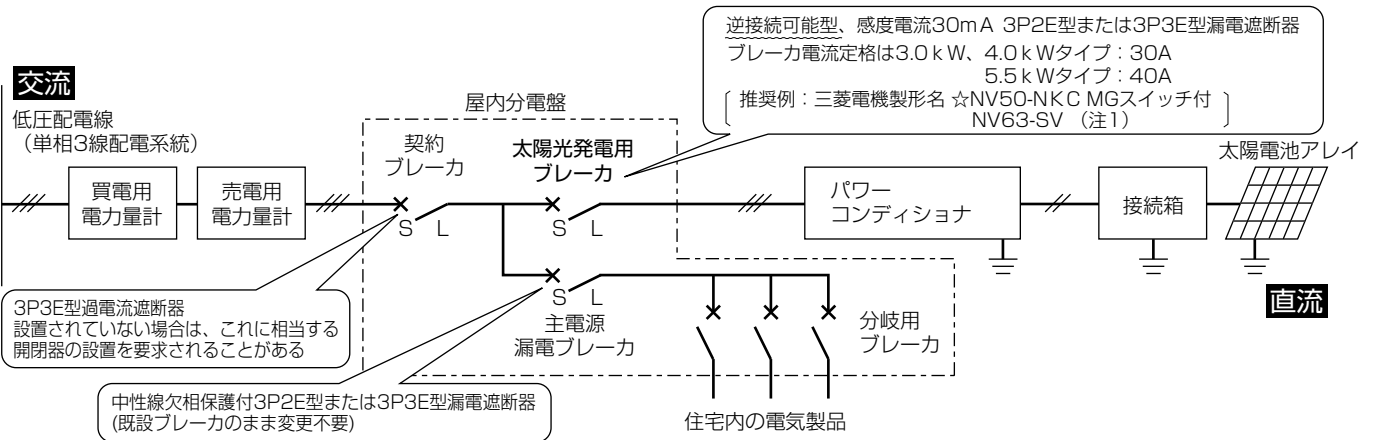 逆接続可能型、感度電流30mA 3P2E型または3P3E型漏電遮断器
ブレーカ電流定格は3.0kW、4.0kWタイプ：30A
5.5kWタイプ：40A
推奨例：三菱電機製形名 ☆NV50-NKC MGスイッチ付
NV63-SV （注1）
交流
低圧配電線
（単相3線配電系統）
屋内分電盤
契約
ブレーカ
太陽光発電用
ブレーカ
太陽電池アレイ
買電用
電力量計
売電用
電力量計
パワー
コンディショナ
接続箱
S L
S L
直流
3P3E型過電流遮断器
設置されていない場合は、これに相当する
開閉器の設置を要求されることがある
S L
主電源
漏電ブレーカ
分岐用
ブレーカ
中性線欠相保護付3P2E型または3P3E型漏電遮断器
(既設ブレーカのまま変更不要)
住宅内の電気製品